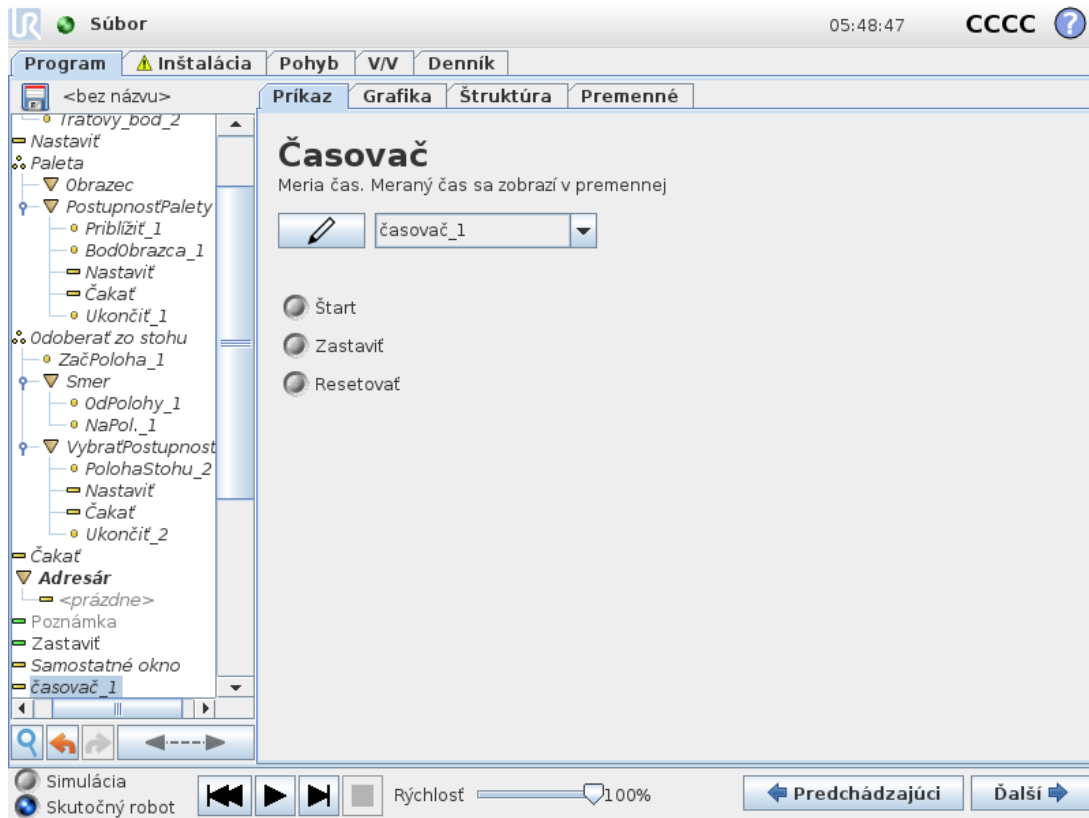 UR Súbor 05:48:47 CCCC ?
Program Inštalácia Pohyb V/V Denník
<bez názvu>
Príkaz Grafika Štruktúra Premenné
Traťový_bod_2
Nastaviť
Paleta
Obrazec
PostupnosťPalety
Priblížiť_1
BodObrazca_1
Nastaviť
Čakať
Ukončiť_1
Odoberať zo stohu
ZačPoloha_1
Smer
OdPolohy_1
NaPol._1
VybraťPostupnost
PolohaStohu_2
Nastaviť
Čakať
Ukončiť_2
Čakať
Adresár
<prázdne>
Poznámka
Zastaviť
Samostatné okno
časovač_1
Časovač
Meria čas. Meraný čas sa zobrazí v premennej
časovač_1
Štart
Zastaviť
Resetovať
Simulácia
Skutočný robot
Rýchlosť 100%
Predchádzajúci Ďalší